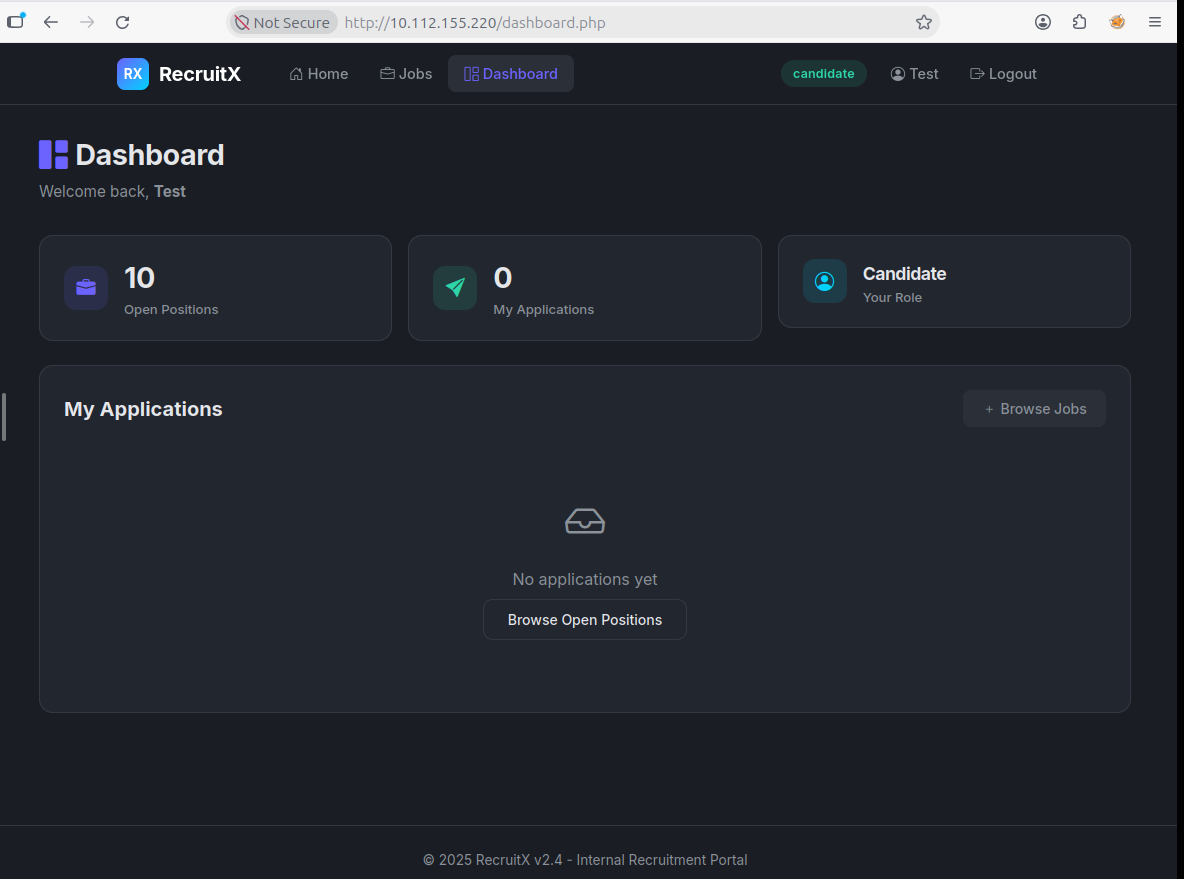 Not Secure http://10.112.155.220/dashboard.php
RX RecruitX Home Jobs Dashboard candidate Test Logout
Dashboard
Welcome back, Test
10
Open Positions
0
My Applications
Candidate
Your Role
My Applications
+ Browse Jobs
No applications yet
Browse Open Positions
© 2025 RecruitX v2.4 - Internal Recruitment Portal